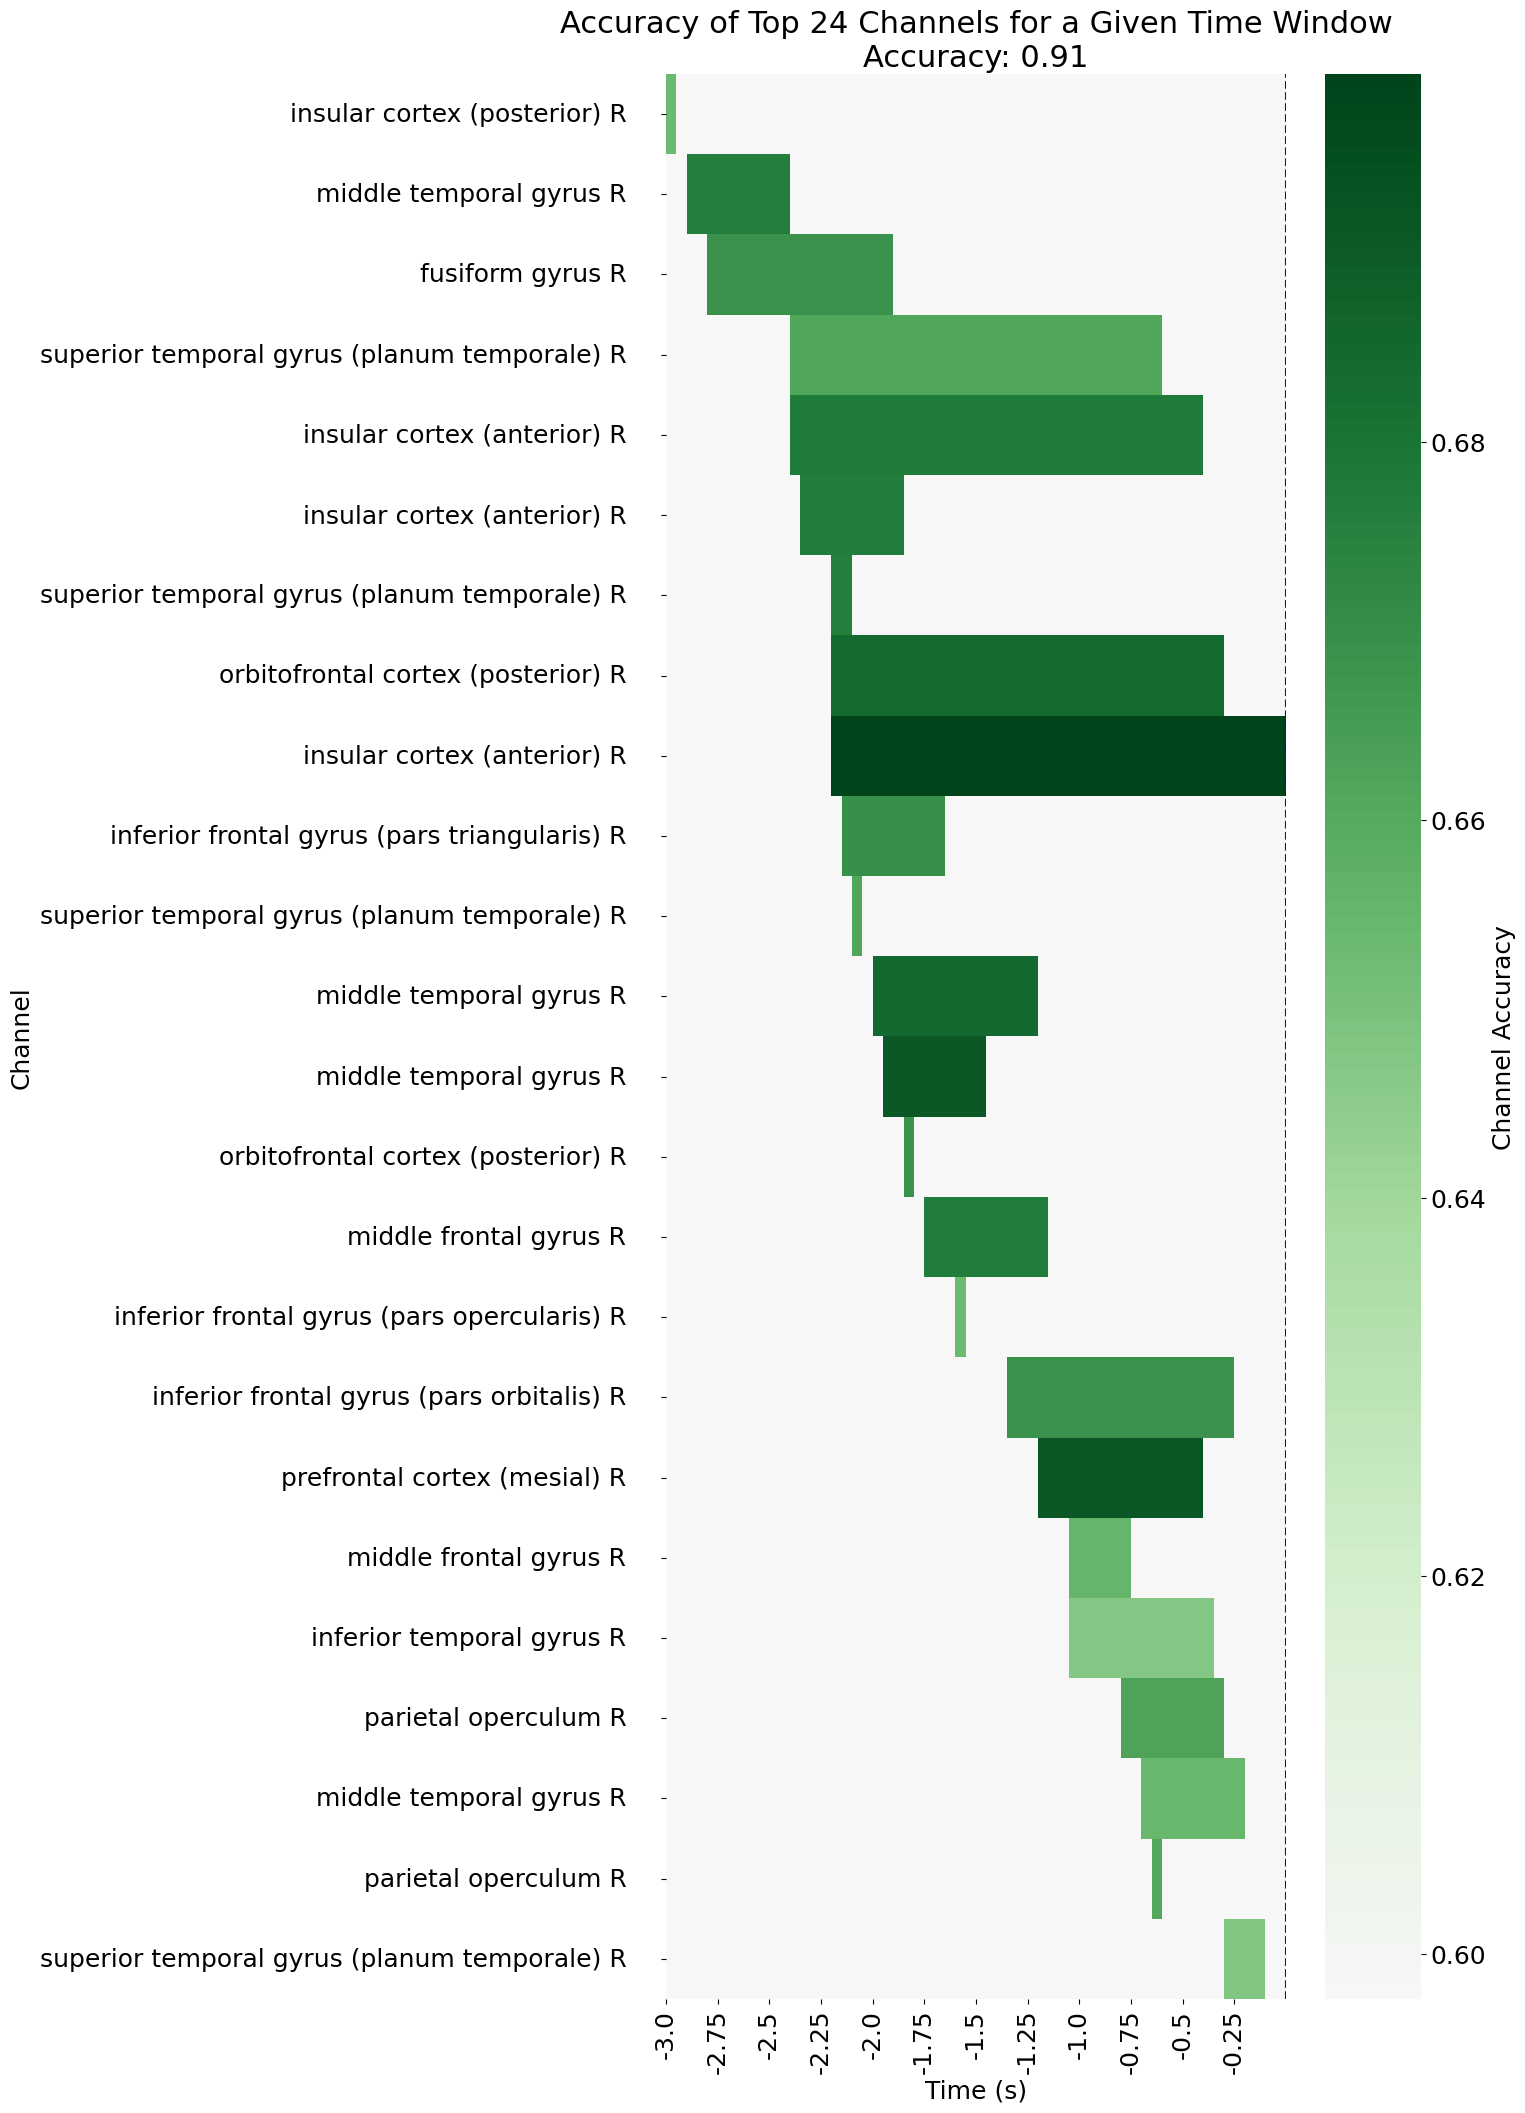 Accuracy of Top 24 Channels for a Given Time Window
Accuracy: 0.91
Channel
insular cortex (posterior) R
middle temporal gyrus R
fusiform gyrus R
superior temporal gyrus (planum temporale) R
insular cortex (anterior) R
insular cortex (anterior) R
superior temporal gyrus (planum temporale) R
orbitofrontal cortex (posterior) R
insular cortex (anterior) R
inferior frontal gyrus (pars triangularis) R
superior temporal gyrus (planum temporale) R
middle temporal gyrus R
middle temporal gyrus R
orbitofrontal cortex (posterior) R
middle frontal gyrus R
inferior frontal gyrus (pars opercularis) R
inferior frontal gyrus (pars orbitalis) R
prefrontal cortex (mesial) R
middle frontal gyrus R
inferior temporal gyrus R
parietal operculum R
middle temporal gyrus R
parietal operculum R
superior temporal gyrus (planum temporale) R
-3.0
-2.75
-2.5
-2.25
-2.0
-1.75
-1.5
-1.25
-1.0
-0.75
-0.5
-0.25
Time (s)
0.68
0.66
0.64
0.62
0.60
Channel Accuracy